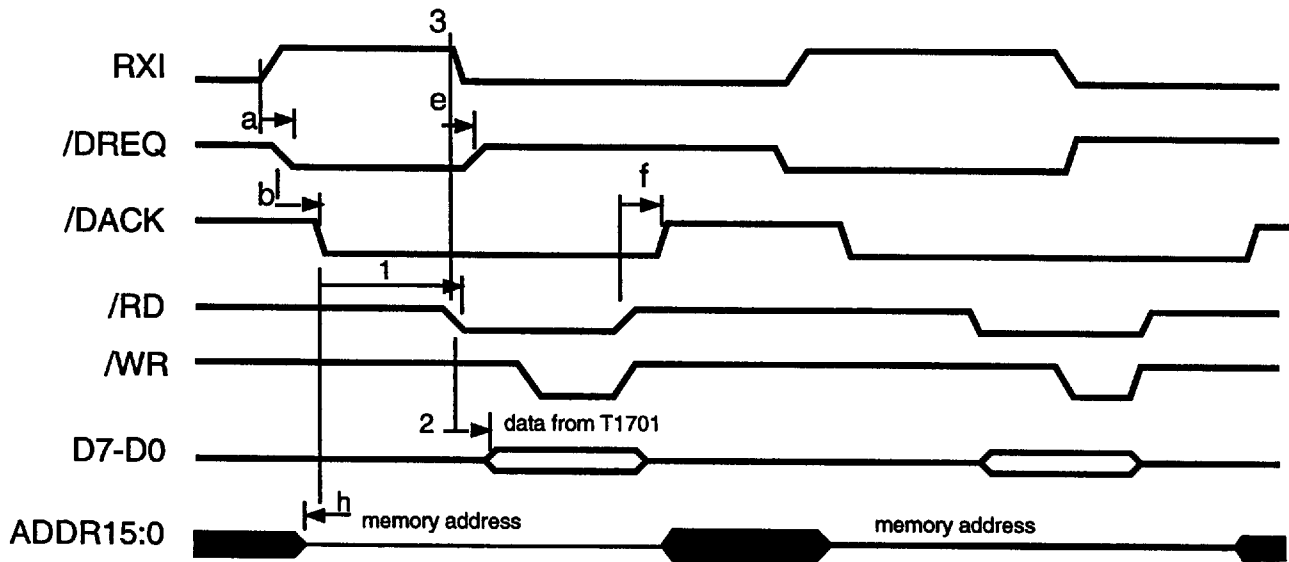 3
RXI
a
e
/DREQ
b
f
/DACK
1
/RD
/WR
2 data from T1701
D7-D0
h
memory address memory address
ADDR15:0